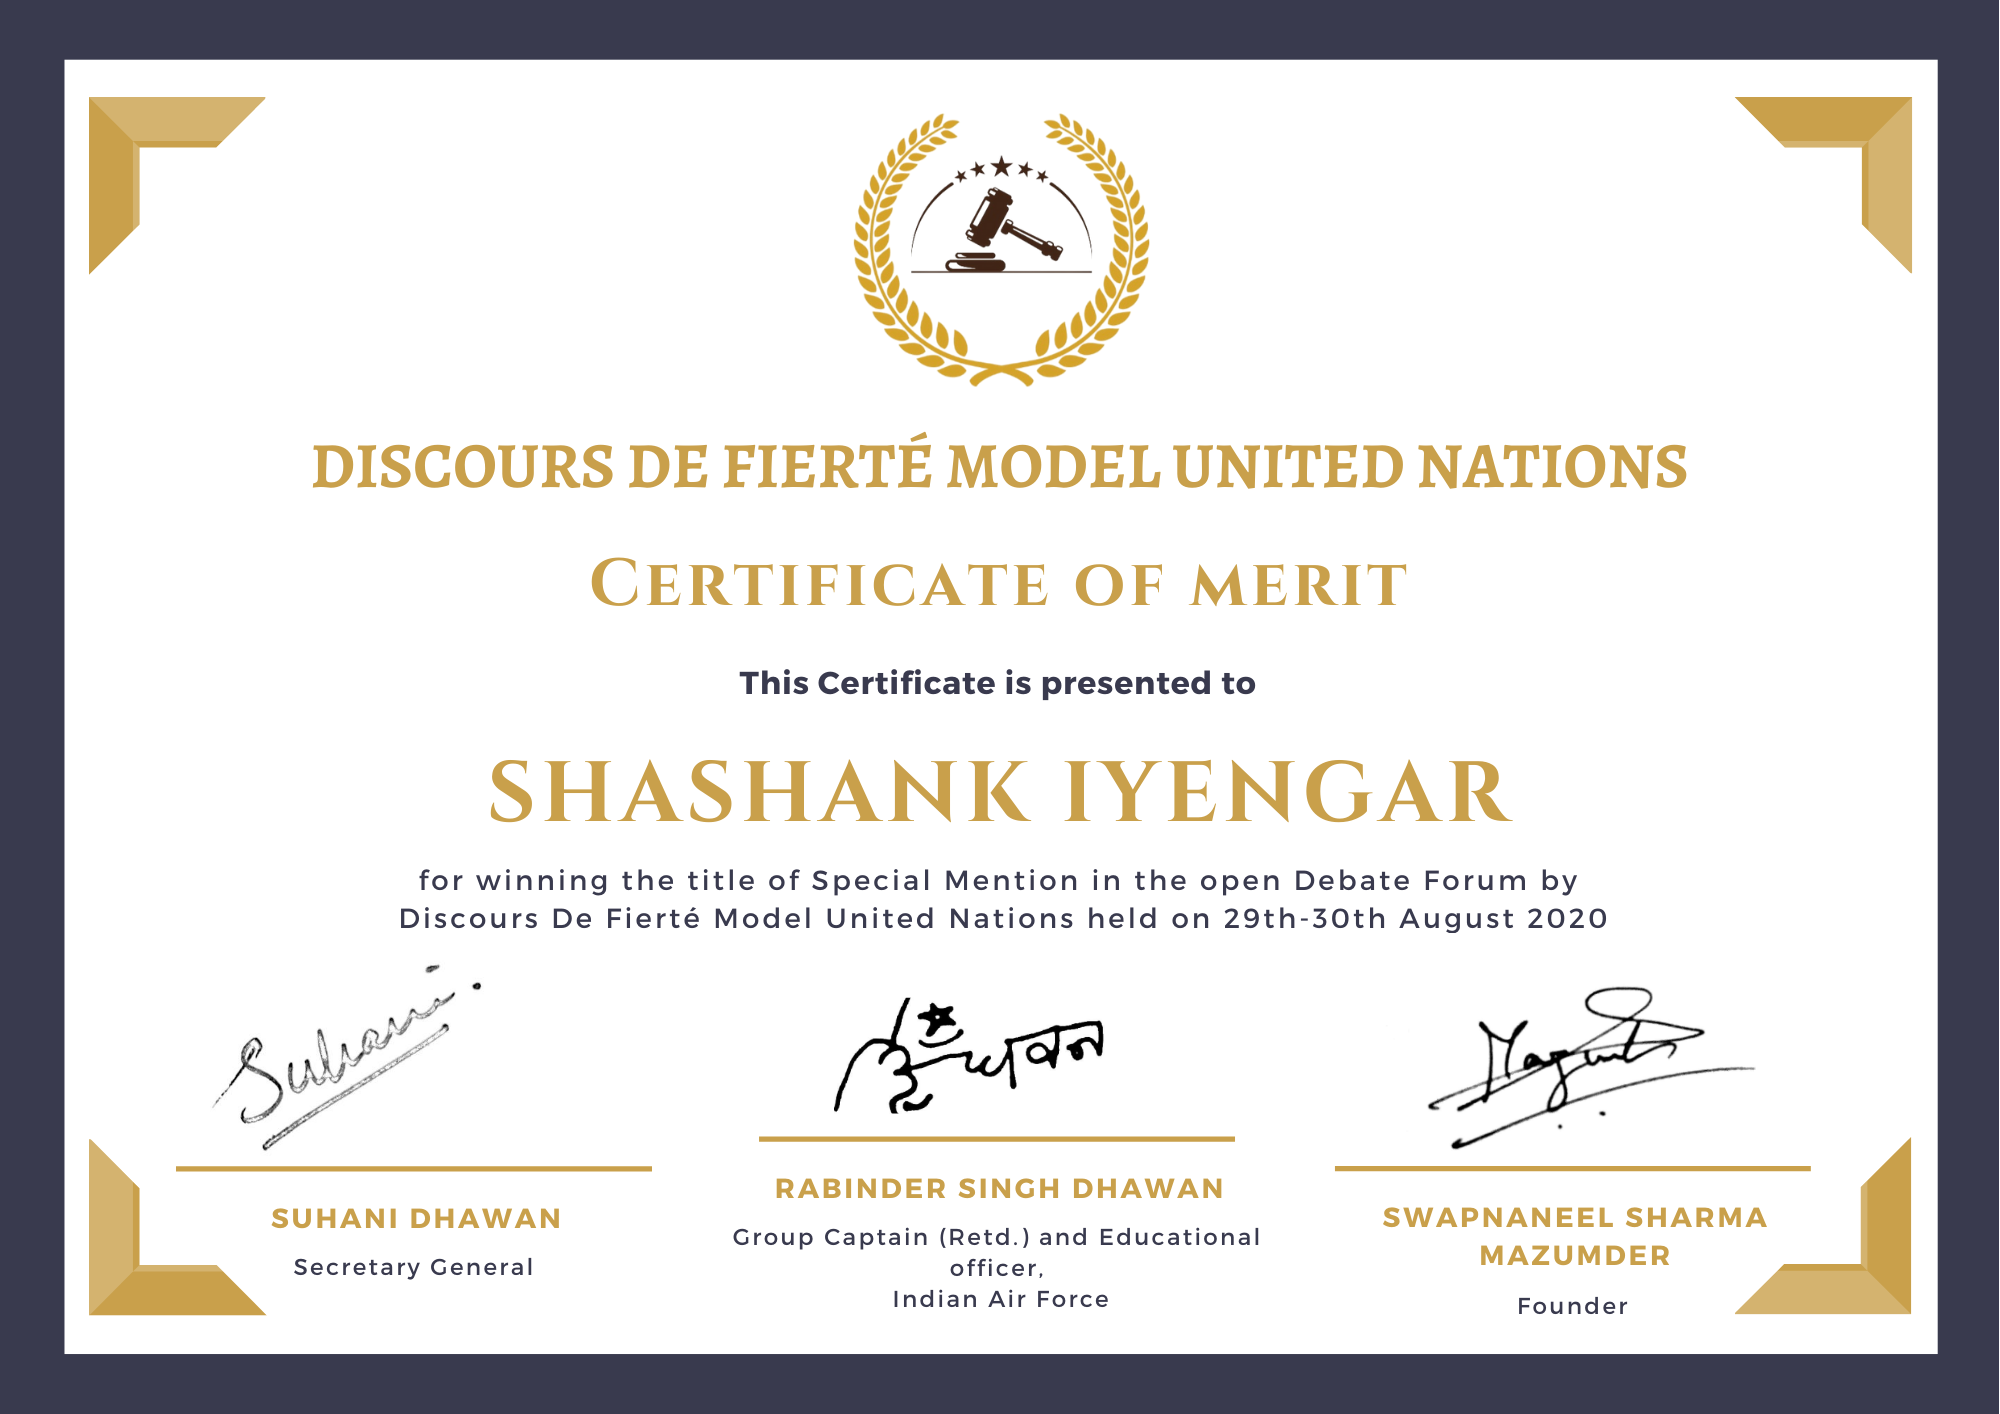 DISCOURS DE FIERTÉ MODEL UNITED NATIONS
CERTIFICATE OF MERIT
This Certificate is presented to
SHASHANK IYENGAR
for winning the title of Special Mention in the open Debate Forum by
Discours De Fierté Model United Nations held on 29th-30th August 2020
Suhani
धवन
Mazumder
SUHANI DHAWAN
Secretary General
RABINDER SINGH DHAWAN
Group Captain (Retd.) and Educational
officer,
Indian Air Force
SWAPNANEEL SHARMA
MAZUMDER
Founder